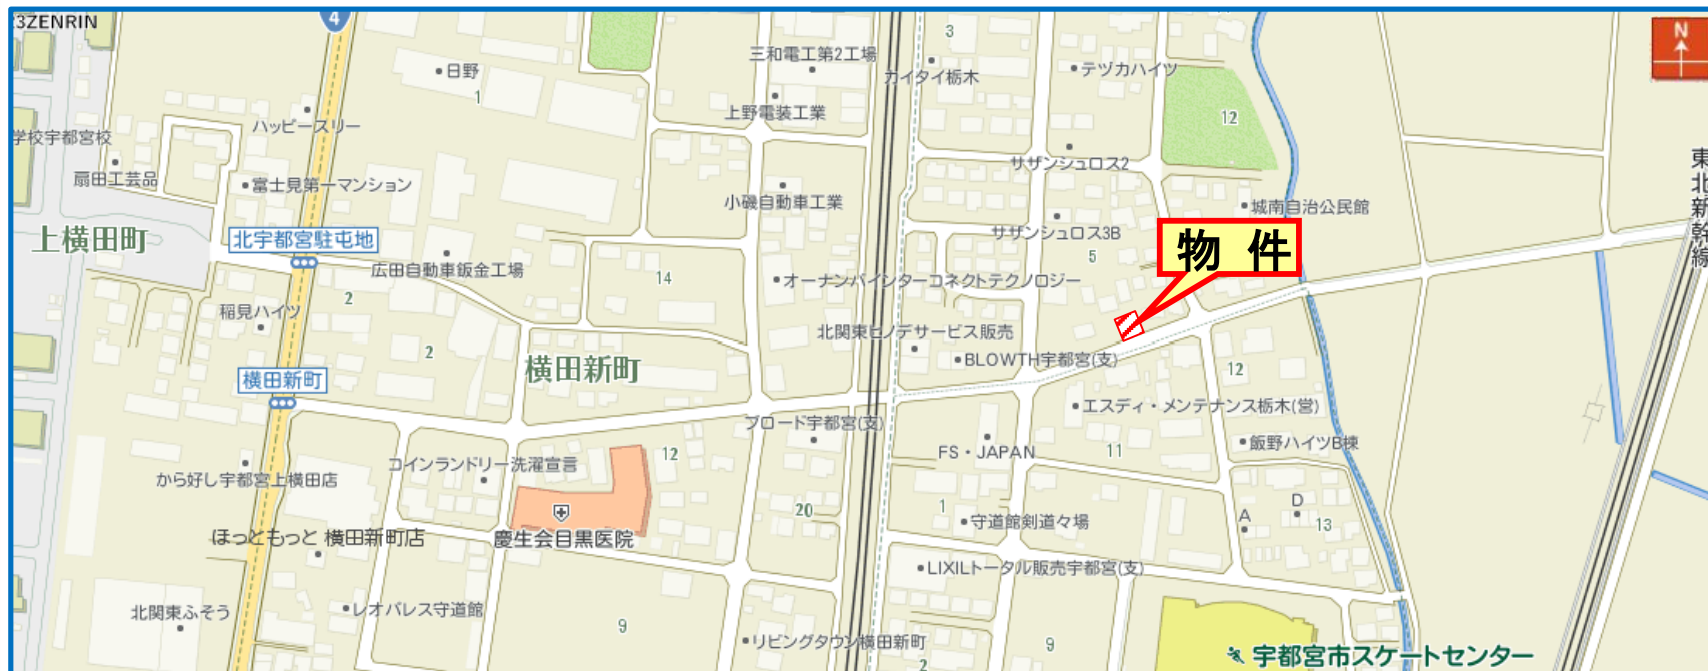 3ZENRIN
4
N
三和電工第2工場
3
日野
カイタイ栃木
テヅカハイツ
1
上野電装工業
12
ハッピースリー
学校宇都宮校
サザンシュロス2
東北新幹線
扇田工芸品
富士見第一マンション
小磯自動車工業
城南自治公民館
上横田町
北宇都宮駐屯地
サザンシュロス3B
物 件
広田自動車鈑金工場
14
オーナンバインターコネクトテクノロジー
5
2
稲見ハイツ
北関東ヒノデサービス販売
2
横田新町
BLOWTH宇都宮(支)
12
横田新町
エスディ・メンテナンス栃木(営)
ブロード宇都宮(支)
飯野ハイツB棟
12
FS・JAPAN
11
コインランドリー洗濯宣言
から好し宇都宮上横田店
D
20
1
守道館剣道々場
A
13
ほっともっと 横田新町店
慶生会目黒医院
LIXILトータル販売宇都宮(支)
北関東ふそう
レオパレス守道館
9
リビングタウン横田新町
9
2
宇都宮市スケートセンター